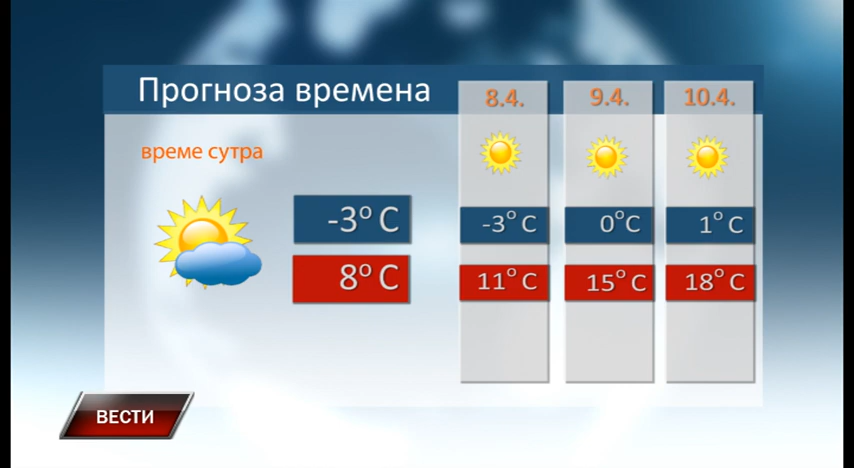 Прогноза времена
време сутра
-3° C
8° C
8.4.
-3° C
11° C
9.4.
0°C
15° C
10.4.
1° C
18° C
ВЕСТИ